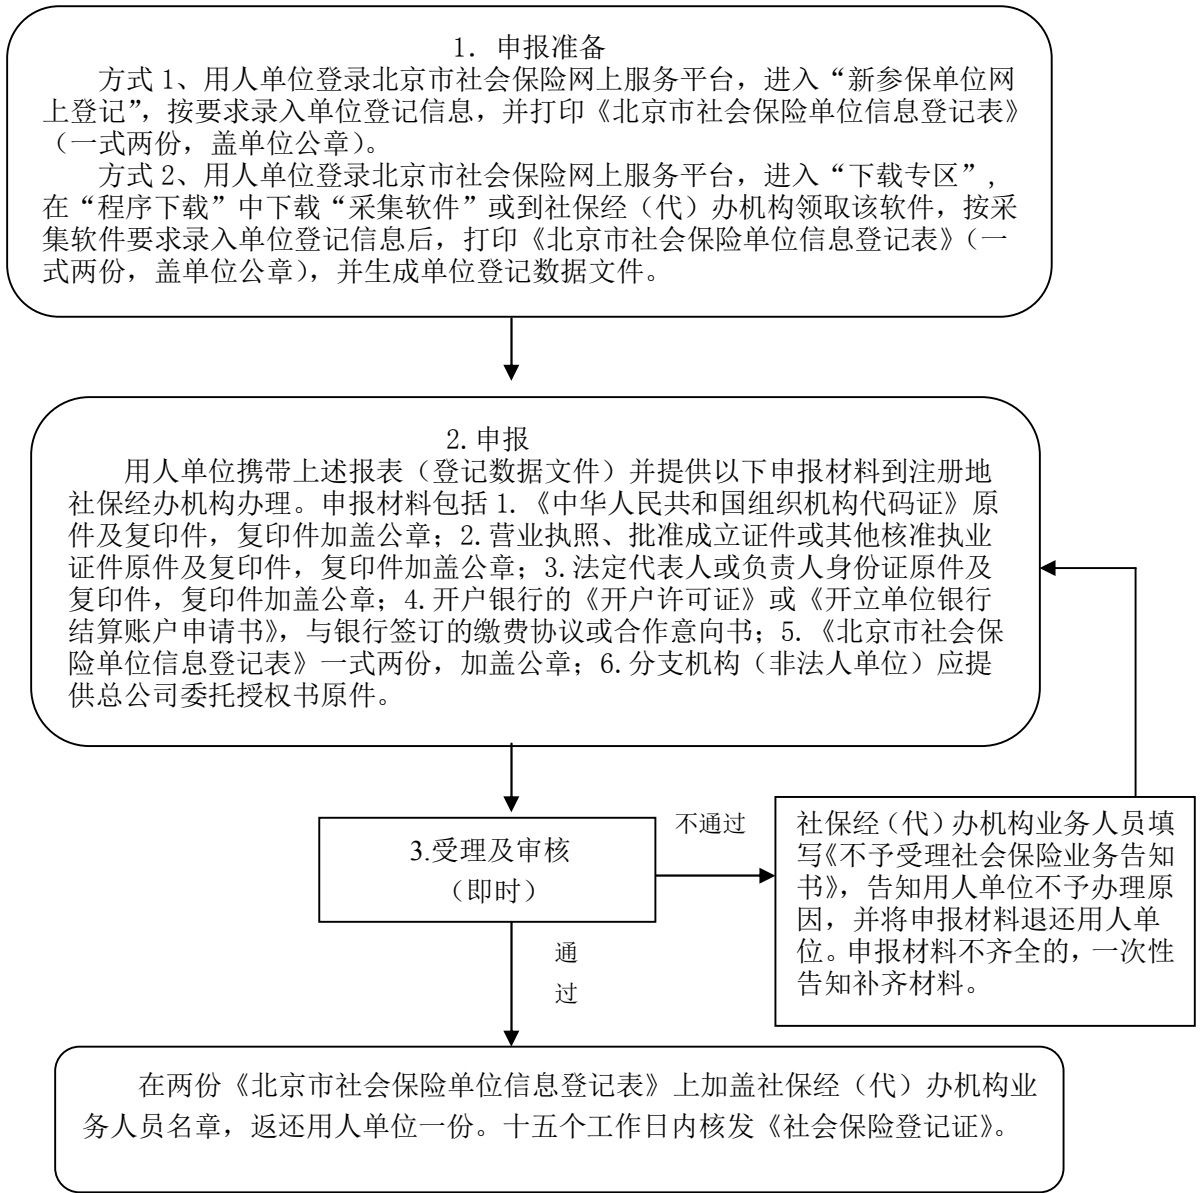 1．申报准备
方式 1、用人单位登录北京市社会保险网上服务平台，进入“新参保单位网
上登记”，按要求录入单位登记信息，并打印《北京市社会保险单位信息登记表》
（一式两份，盖单位公章）。
方式 2、用人单位登录北京市社会保险网上服务平台，进入“下载专区”，
在“程序下载”中下载“采集软件”或到社保经（代）办机构领取该软件，按采
集软件要求录入单位登记信息后，打印《北京市社会保险单位信息登记表》（一
式两份，盖单位公章），并生成单位登记数据文件。
2.申报
用人单位携带上述报表（登记数据文件）并提供以下申报材料到注册地
社保经办机构办理。申报材料包括 1.《中华人民共和国组织机构代码证》原
件及复印件，复印件加盖公章；2.营业执照、批准成立证件或其他核准执业
证件原件及复印件，复印件加盖公章；3.法定代表人或负责人身份证原件及
复印件，复印件加盖公章；4.开户银行的《开户许可证》或《开立单位银行
结算账户申请书》，与银行签订的缴费协议或合作意向书；5.《北京市社会保
险单位信息登记表》一式两份，加盖公章；6.分支机构（非法人单位）应提
供总公司委托授权书原件。
3.受理及审核
（即时）
不通过
社保经（代）办机构业务人员填
写《不予受理社会保险业务告知
书》，告知用人单位不予办理原
因，并将申报材料退还用人单
位。申报材料不齐全的，一次性
告知补齐材料。
通
过
在两份《北京市社会保险单位信息登记表》上加盖社保经（代）办机构业
务人员名章，返还用人单位一份。十五个工作日内核发《社会保险登记证》。